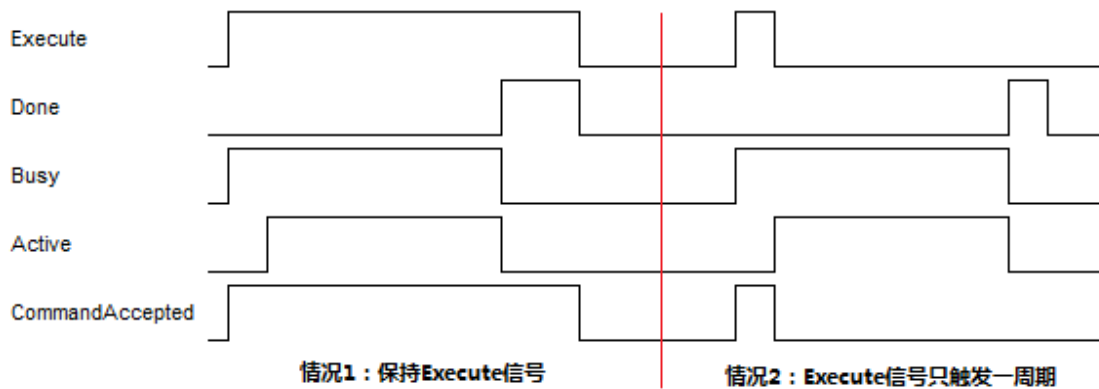 Execute
Done
Busy
Active
CommandAccepted
情况1：保持Execute信号
情况2：Execute信号只触发一周期